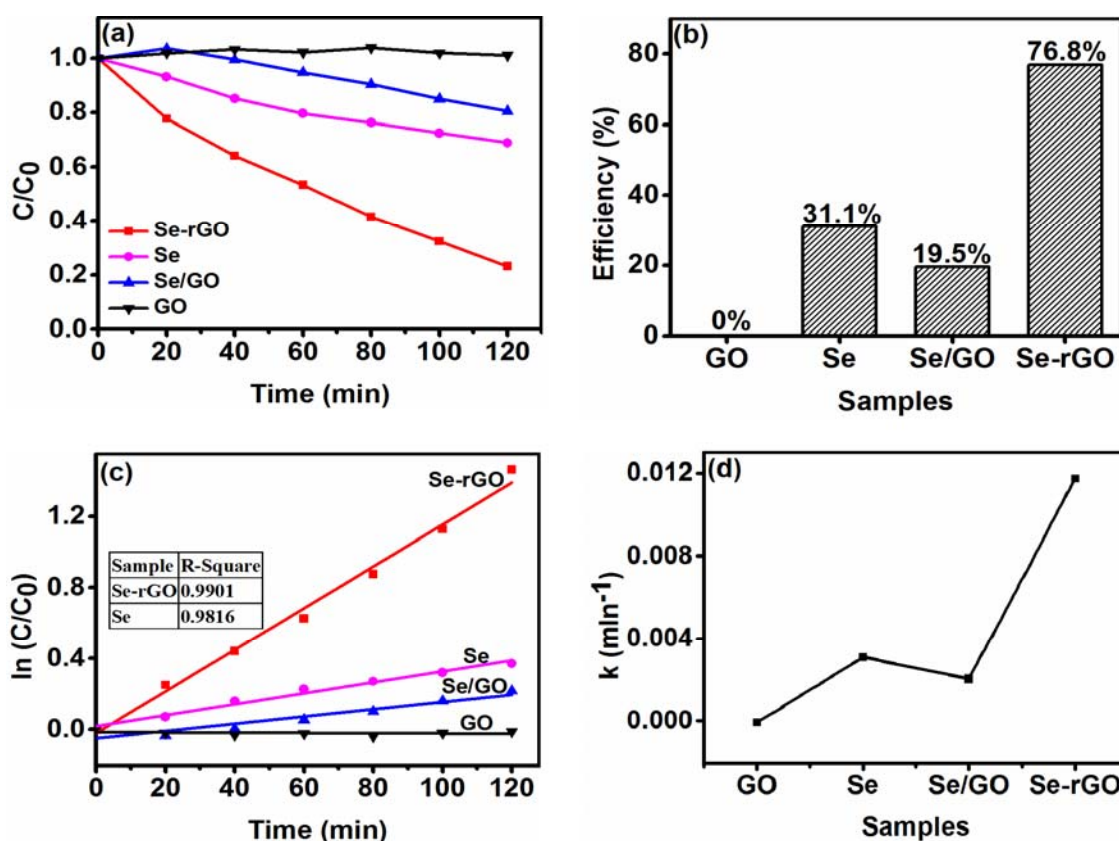 (a)
C/C0
1.0
0.8
0.6
0.4
0.2
0.0
Se-rGO
Se
Se/GO
GO
0 20 40 60 80 100 120
Time (min)
(b)
Efficiency (%)
80
60
40
20
0
0%
31.1%
19.5%
76.8%
GO Se Se/GO Se-rGO
Samples
(c)
ln (C/C0)
1.2
0.8
0.4
0.0
Sample R-Square
Se-rGO 0.9901
Se 0.9816
Se-rGO
Se
Se/GO
GO
0 20 40 60 80 100 120
Time (min)
(d)
k (min-1)
0.012
0.008
0.004
0.000
GO Se Se/GO Se-rGO
Samples